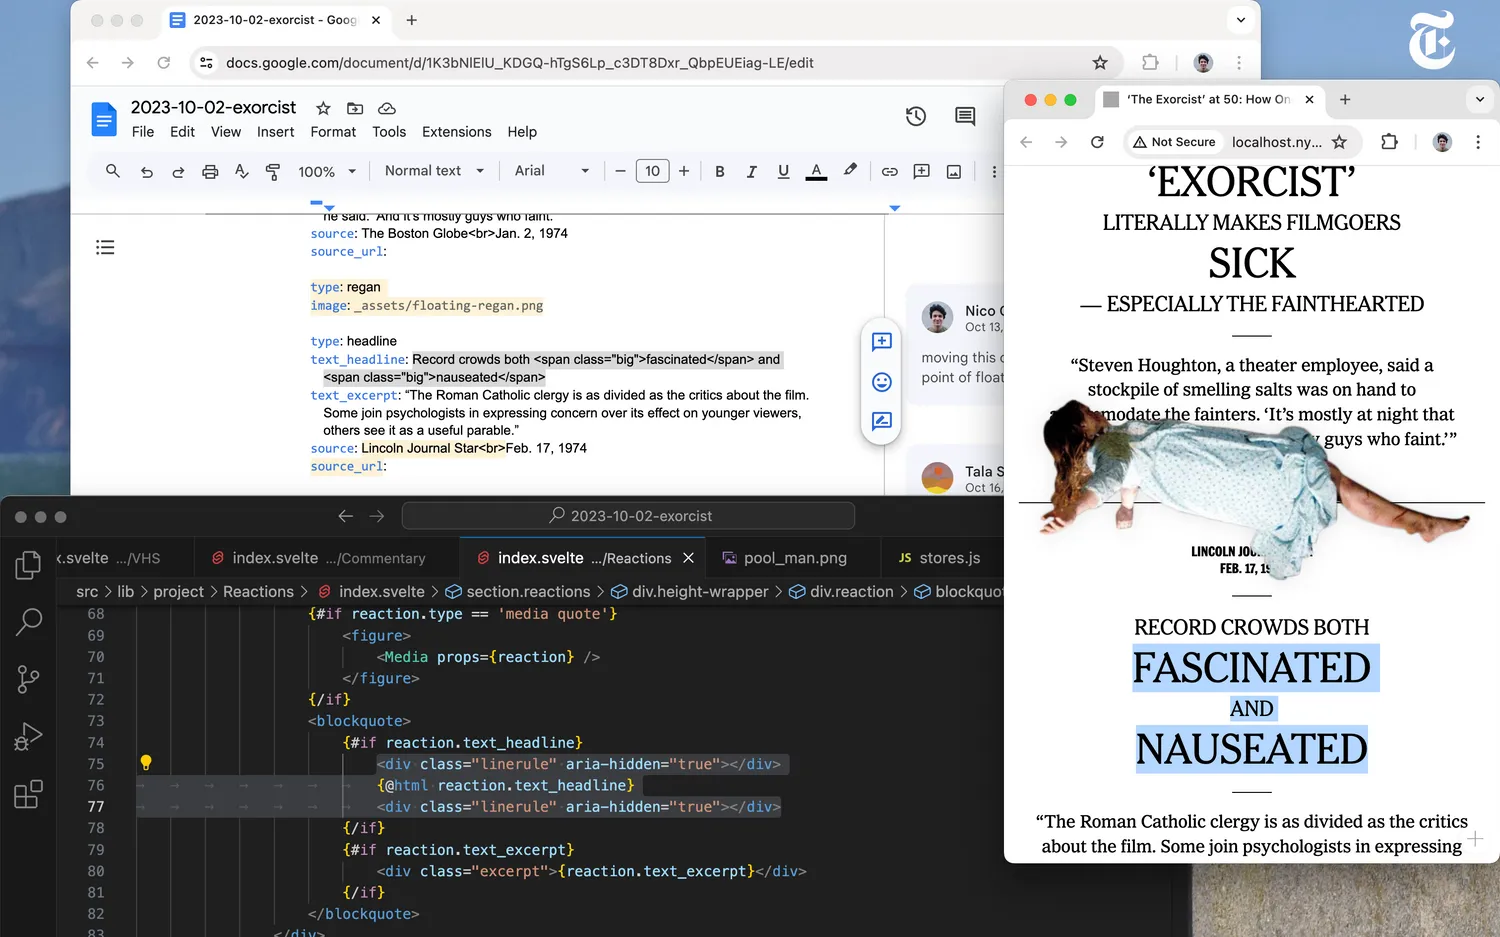 2023-10-02-exorcist - Goog
docs.google.com/document/d/1K3bNlElU_KDGQ-hTgS6Lp_c3DT8Dxr_QbpEUEiag-LE/edit
2023-10-02-exorcist
File Edit View Insert Format Tools Extensions Help
100% Normal text Arial 10 B I U A
he said. “And it's mostly guys who faint.
source: The Boston Globe<br>Jan. 2, 1974
source_url:
type: regan
image: _assets/floating-regan.png
type: headline
text_headline: Record crowds both <span class="big">fascinated</span> and
<span class="big">nauseated</span>
text_excerpt: “The Roman Catholic clergy is as divided as the critics about the film.
Some join psychologists in expressing concern over its effect on younger viewers,
others see it as a useful parable.”
source: Lincoln Journal Star<br>Feb. 17, 1974
source_url:
Nico
Oct 13,
moving this
point of float
Tala S
Oct 16,
T
‘The Exorcist’ at 50: How On
Not Secure localhost.ny...
‘EXORCIST’
LITERALLY MAKES FILMGOERS
SICK
— ESPECIALLY THE FAINTHEARTED
“Steven Houghton, a theater employee, said a
stockpile of smelling salts was on hand to
modate the fainters. ‘It’s mostly at night that
guys who faint.’”
LINCOLN JOU
FEB. 17, 19
RECORD CROWDS BOTH
FASCINATED
AND
NAUSEATED
“The Roman Catholic clergy is as divided as the critics
about the film. Some join psychologists in expressing
2023-10-02-exorcist
x.svelte .../VHS index.svelte .../Commentary index.svelte .../Reactions pool_man.png JS stores.js
src > lib > project > Reactions > index.svelte > section.reactions > div.height-wrapper > div.reaction > blockquo
68 {#if reaction.type == 'media quote'}
69 <figure>
70 <Media props={reaction} />
71 </figure>
72 {/if}
73 <blockquote>
74 {#if reaction.text_headline}
75 <div class="linerule" aria-hidden="true"></div>
76 {@html reaction.text_headline}
77 <div class="linerule" aria-hidden="true"></div>
78 {/if}
79 {#if reaction.text_excerpt}
80 <div class="excerpt">{reaction.text_excerpt}</div>
81 {/if}
82 </blockquote>
83 </div>